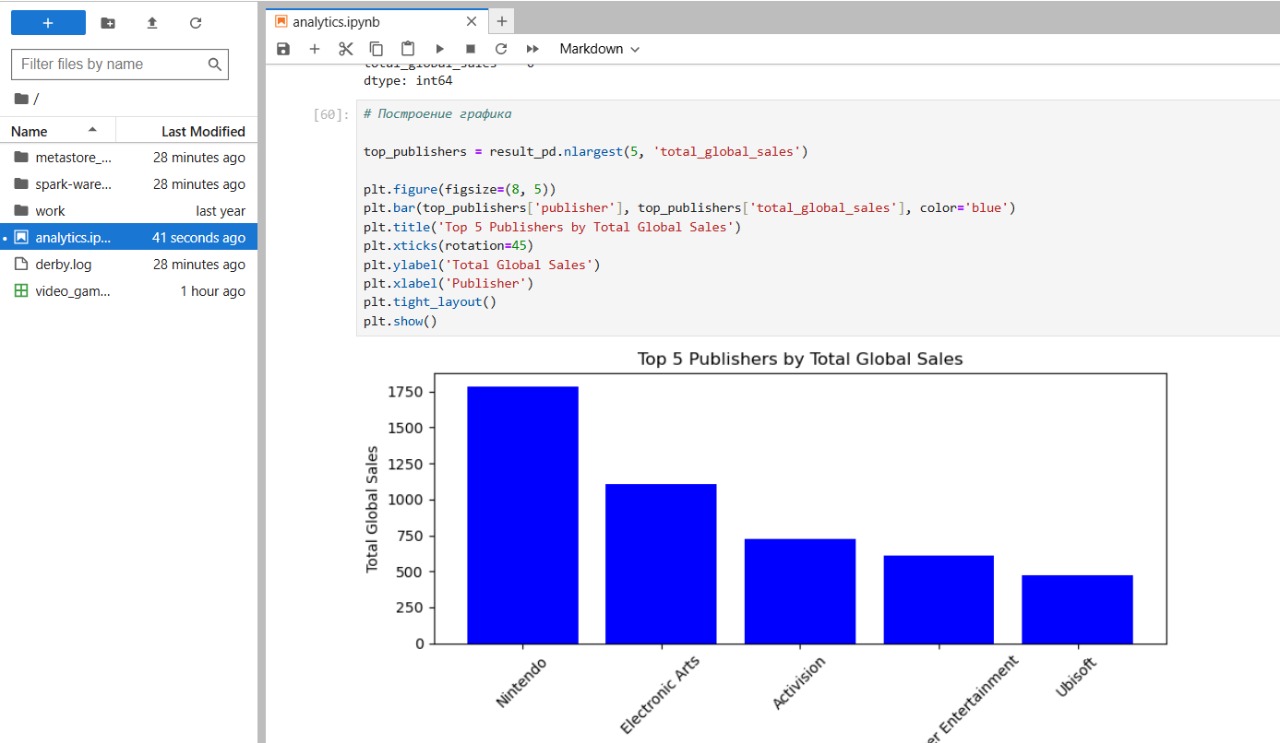 analytics.ipynb
Filter files by name
Markdown
/
Name Last Modified
metastore_... 28 minutes ago
spark-ware... 28 minutes ago
work last year
analytics.ip... 41 seconds ago
derby.log 28 minutes ago
video_gam... 1 hour ago
total_global_sales
dtype: int64
[60]:
# Построение графика
top_publishers = result_pd.nlargest(5, 'total_global_sales')
plt.figure(figsize=(8, 5))
plt.bar(top_publishers['publisher'], top_publishers['total_global_sales'], color='blue')
plt.title('Top 5 Publishers by Total Global Sales')
plt.xticks(rotation=45)
plt.ylabel('Total Global Sales')
plt.xlabel('Publisher')
plt.tight_layout()
plt.show()
Top 5 Publishers by Total Global Sales
Total Global Sales
1750
1500
1250
1000
750
500
250
0
Nintendo
Electronic Arts
Activision
er Entertainment
Ubisoft